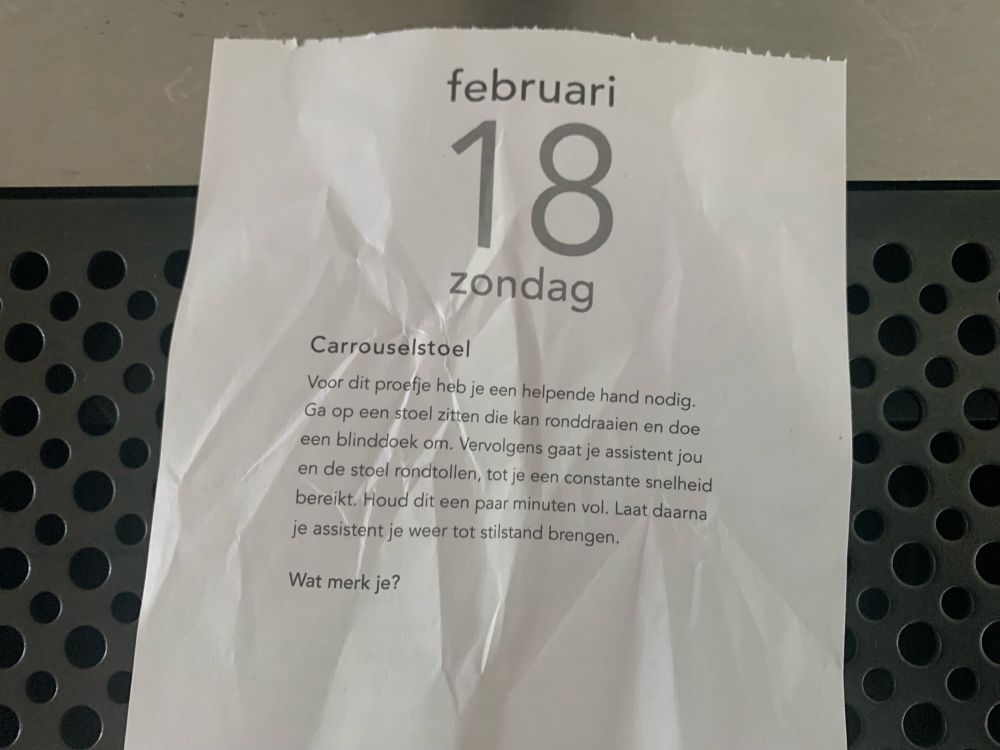 februari
18
zondag
Carrouselstoel
Voor dit proefje heb je een helpende hand nodig.
Ga op een stoel zitten die kan ronddraaien en doe
een blinddoek om. Vervolgens gaat je assistent jou
en de stoel rondtollen, tot je een constante snelheid
bereikt. Houd dit een paar minuten vol. Laat daarna
je assistent je weer tot stilstand brengen.
Wat merk je?